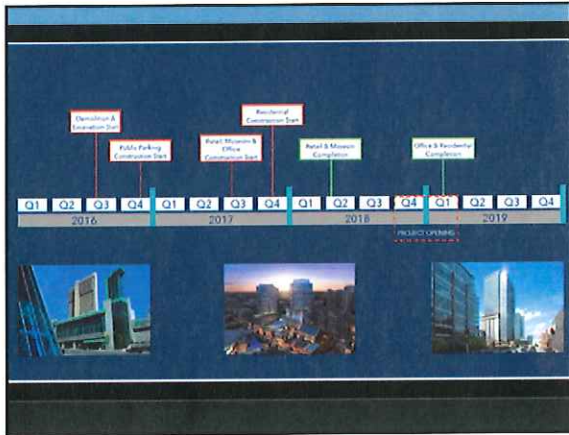 Demolition &
Excavation Start
Public Parking
Construction Start
Retail, Museum &
Office
Construction Start
Residential
Construction Start
Retail & Museum
Completion
Office & Residential
Completion
Q1 Q2 Q3 Q4 Q1 Q2 Q3 Q4 Q1 Q2 Q3 Q4 Q1 Q2 Q3 Q4
2016 2017 2018 2019
PROJECT OPENING